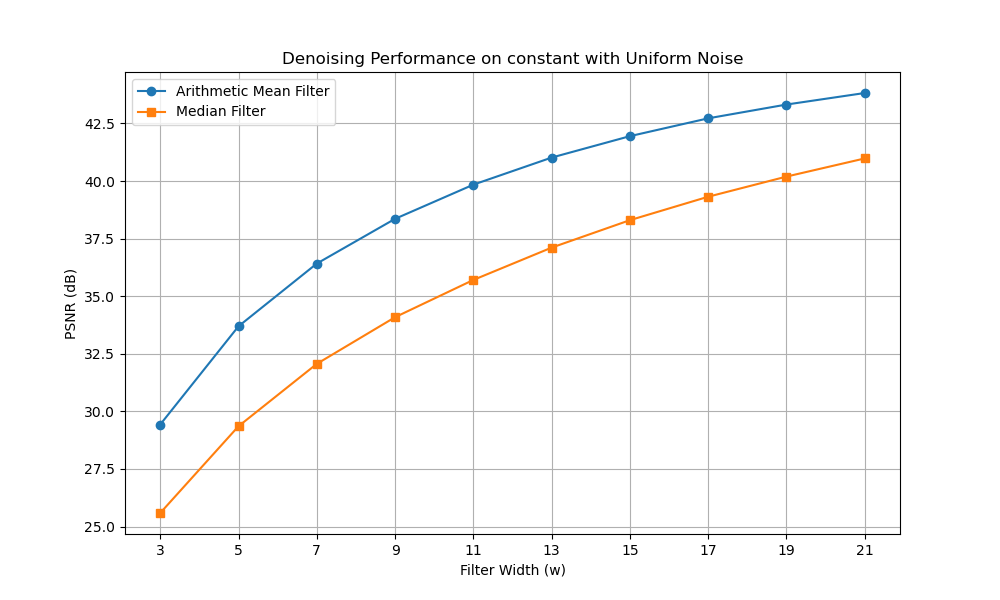 Denoising Performance on constant with Uniform Noise
Arithmetic Mean Filter
Median Filter
PSNR (dB)
42.5
40.0
37.5
35.0
32.5
30.0
27.5
25.0
3 5 7 9 11 13 15 17 19 21
Filter Width (w)